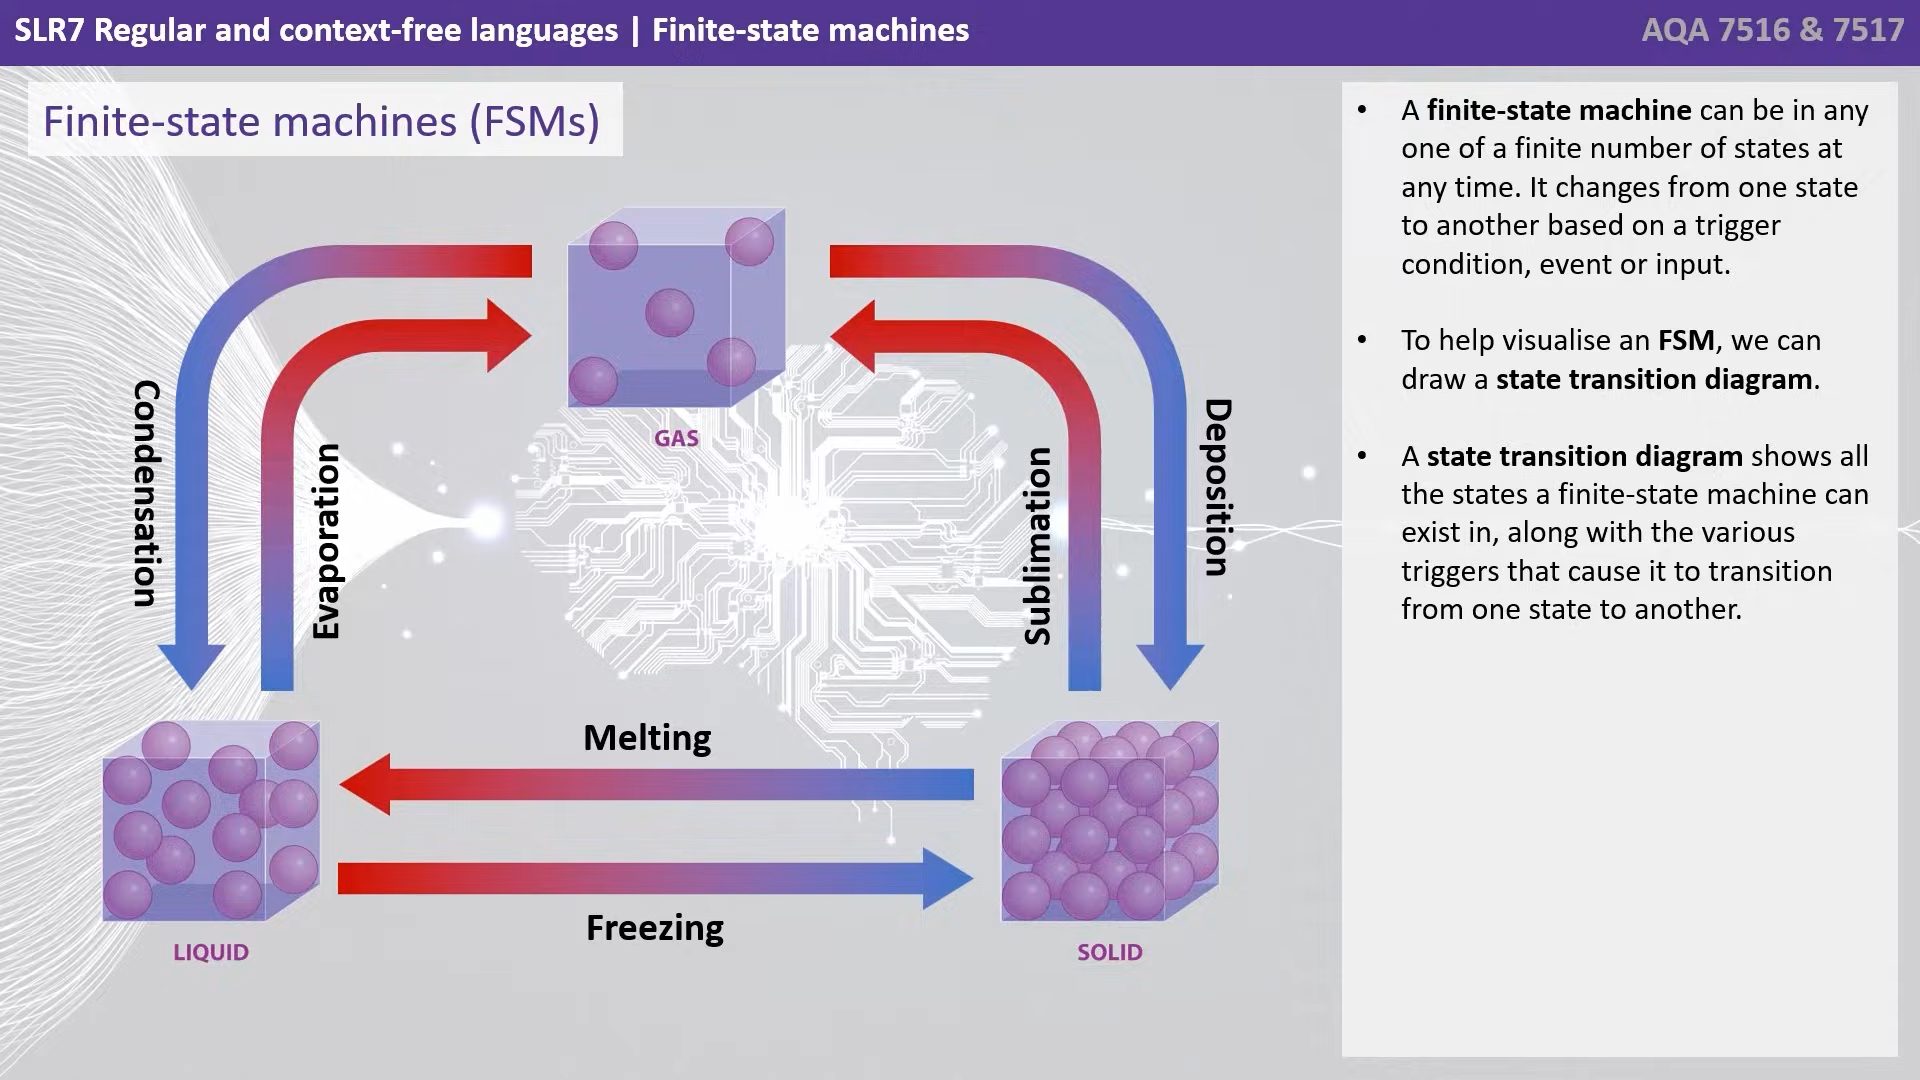 SLR7 Regular and context-free languages | Finite-state machines
AQA 7516 & 7517
Finite-state machines (FSMs)
GAS
Condensation
Evaporation
Sublimation
Deposition
Melting
Freezing
LIQUID
SOLID
• A finite-state machine can be in any
one of a finite number of states at
any time. It changes from one state
to another based on a trigger
condition, event or input.
• To help visualise an FSM, we can
draw a state transition diagram.
• A state transition diagram shows all
the states a finite-state machine can
exist in, along with the various
triggers that cause it to transition
from one state to another.